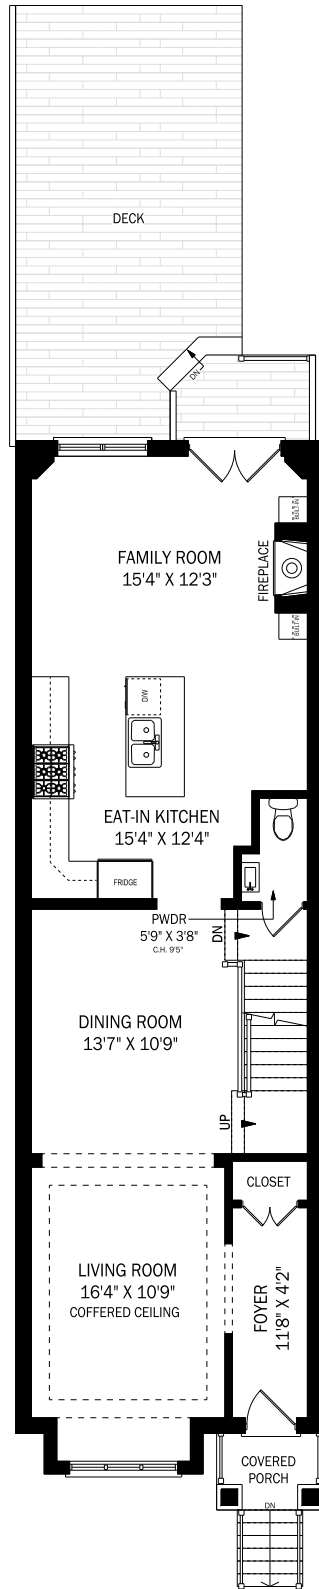 DECK
DN
FAMILY ROOM
15'4" X 12'3"
BUILT-IN
FIREPLACE
BUILT-IN
D/W
EAT-IN KITCHEN
15'4" X 12'4"
FRIDGE
PWDR
5'9" X 3'8"
C.H. 9'5"
DN
DINING ROOM
13'7" X 10'9"
UP
CLOSET
LIVING ROOM
16'4" X 10'9"
COFFERED CEILING
FOYER
11'8" X 4'2"
COVERED
PORCH
DN